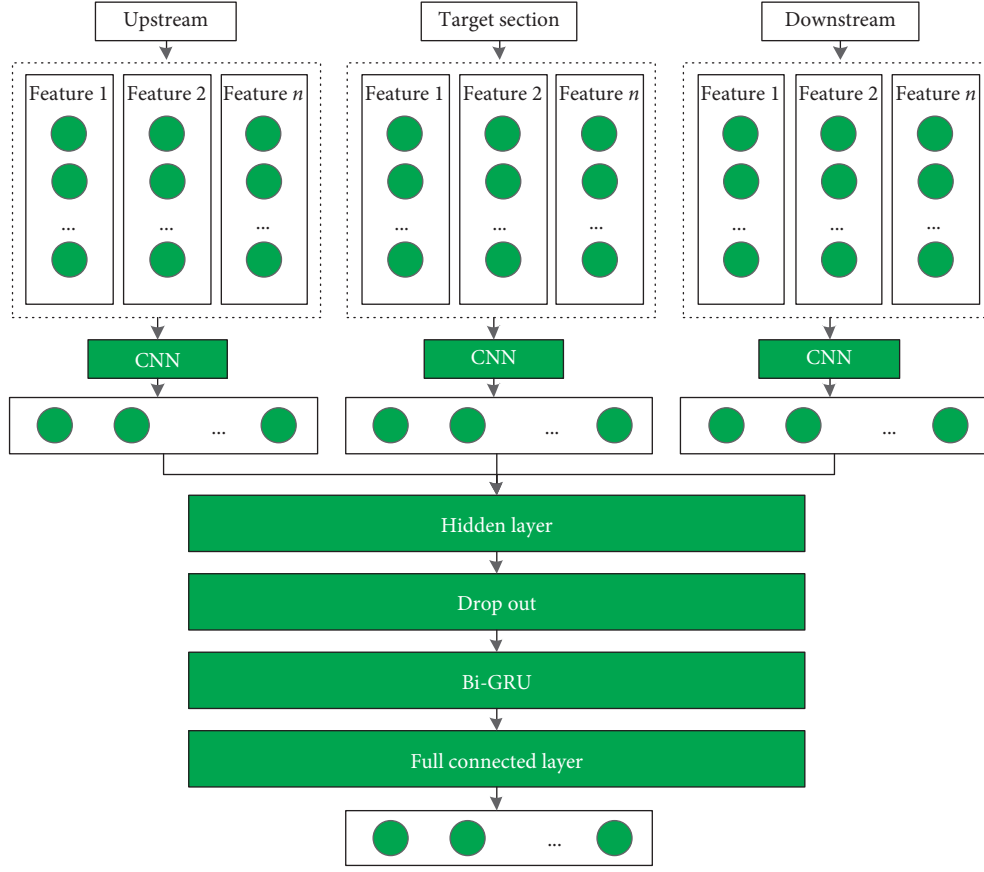 Upstream
Target section
Downstream
Feature 1
Feature 2
Feature n
Feature 1
Feature 2
Feature n
Feature 1
Feature 2
Feature n
...
...
...
...
...
...
...
...
...
CNN
CNN
CNN
...
...
...
Hidden layer
Drop out
Bi-GRU
Full connected layer
...